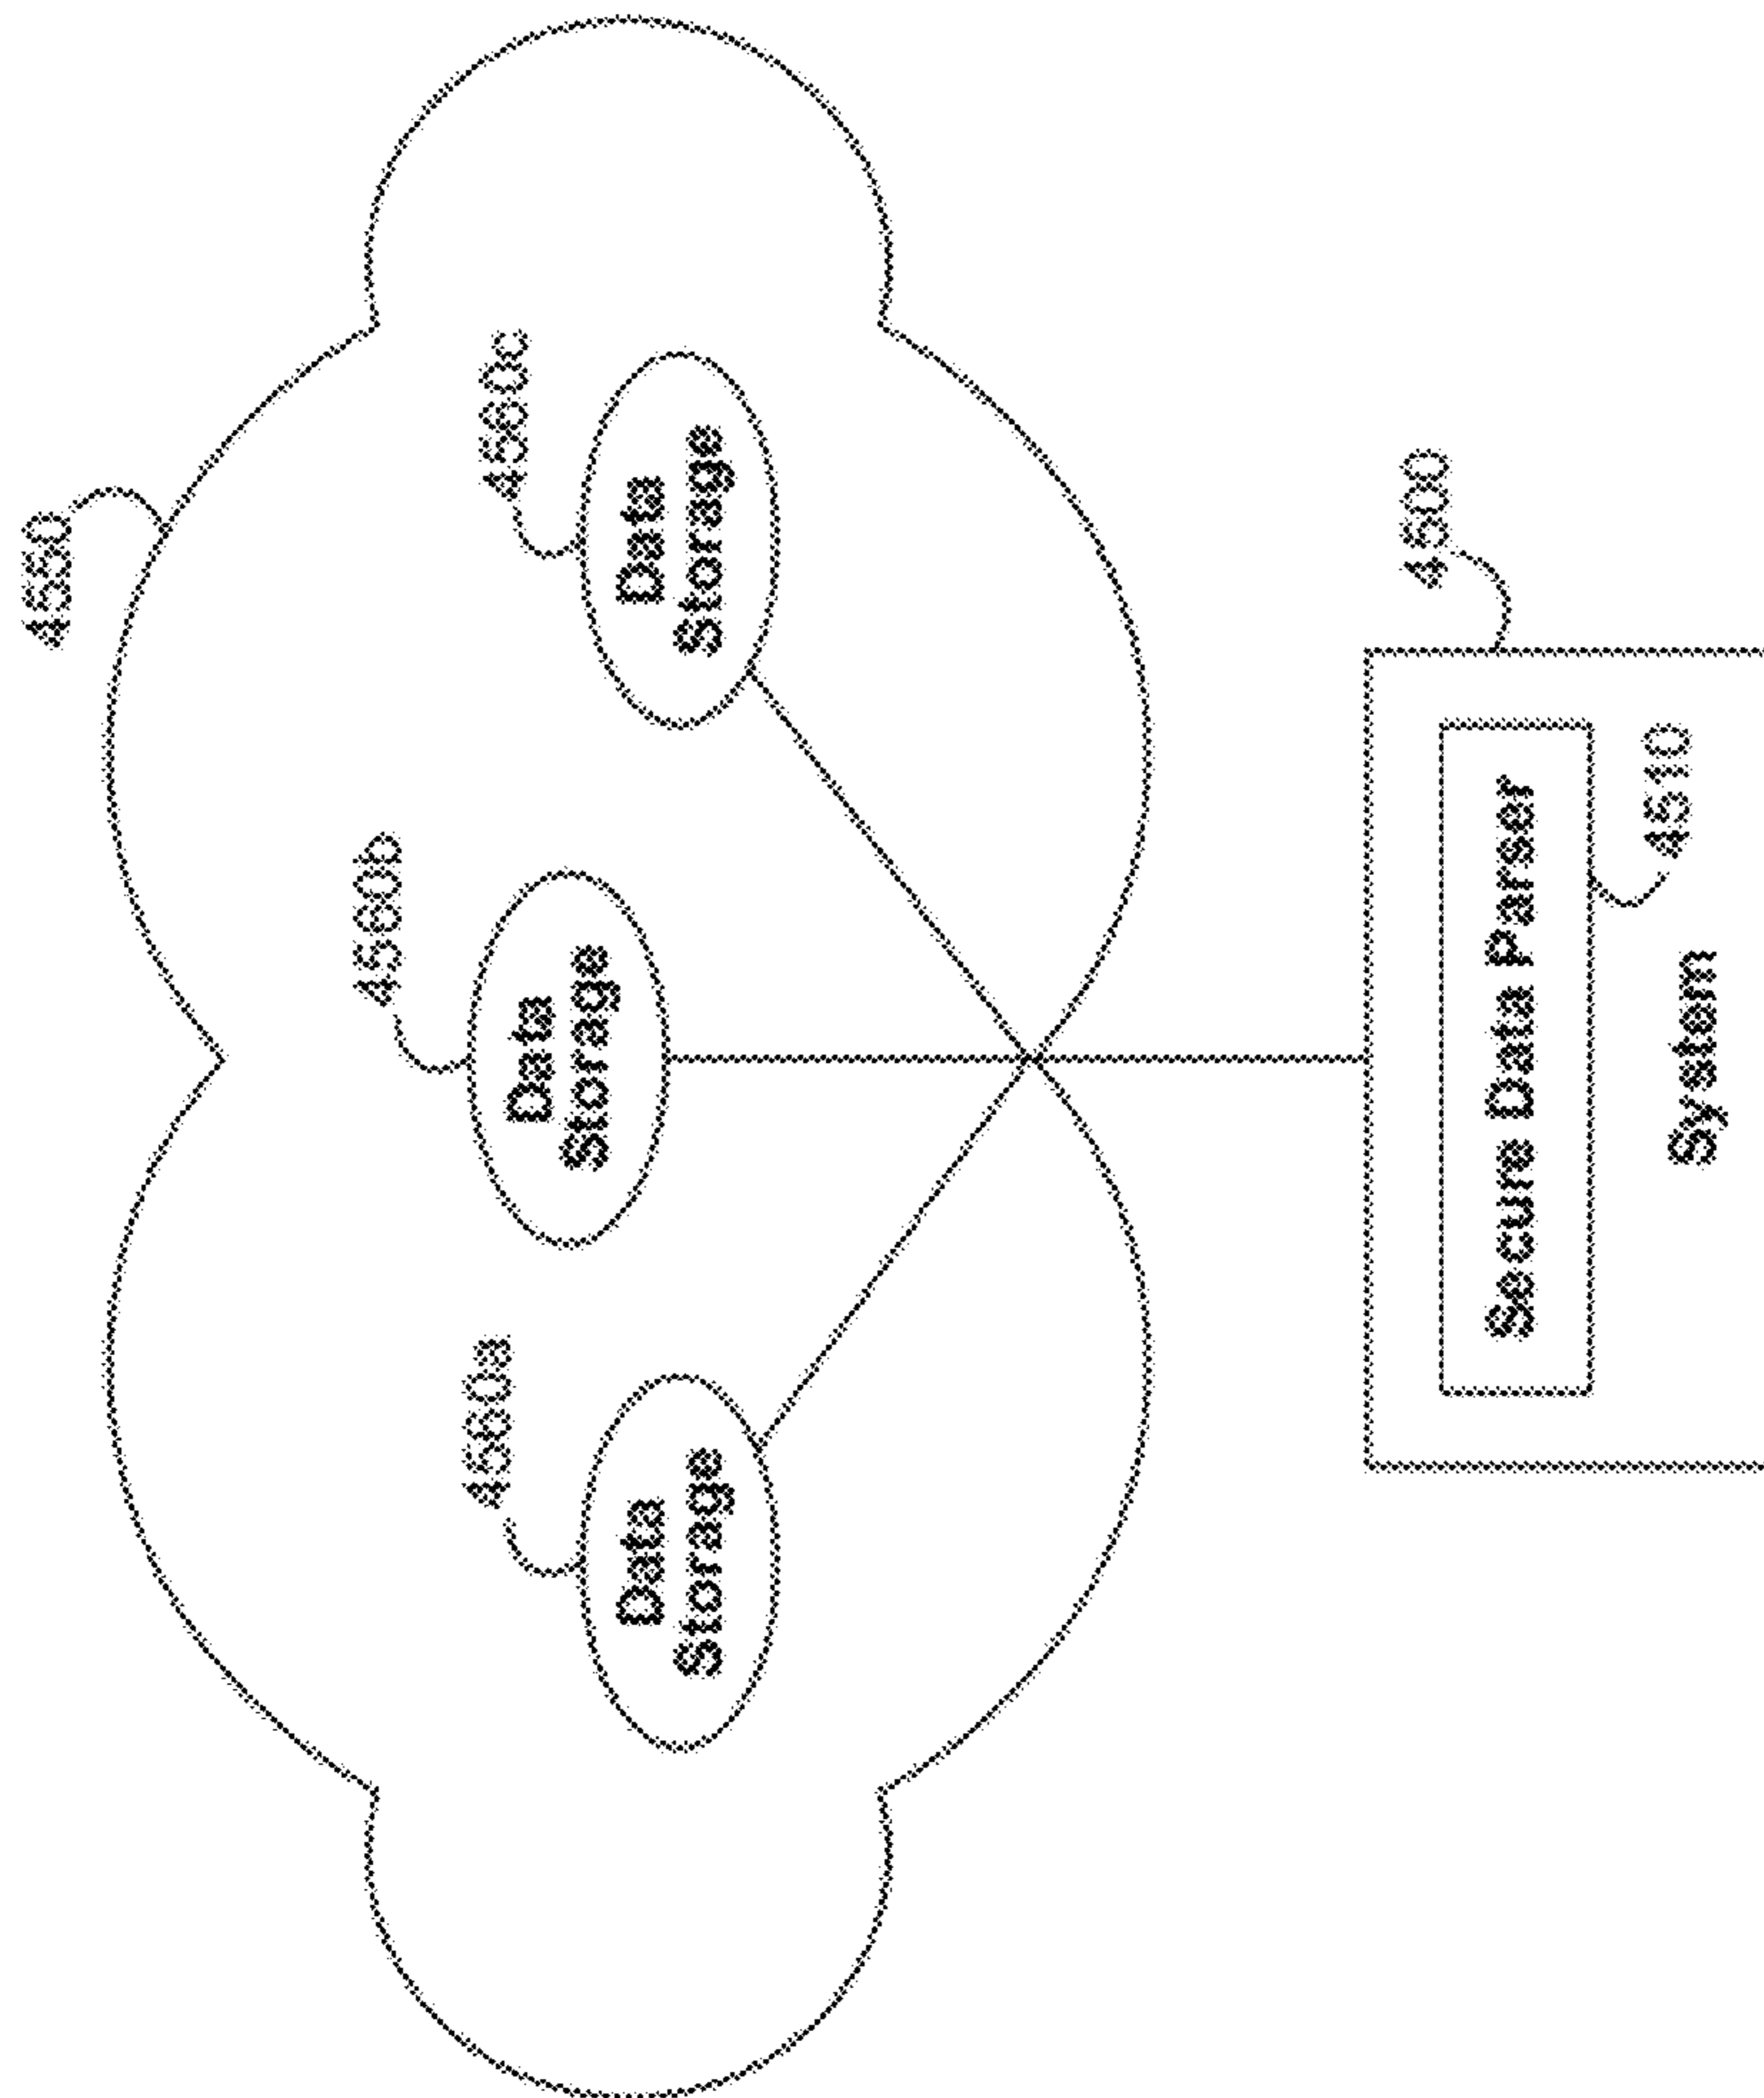 4550
4560a
Data
Storage
4560b
Data
Storage
4560c
Data
Storage
4500
Secure Data Parser
4510
System